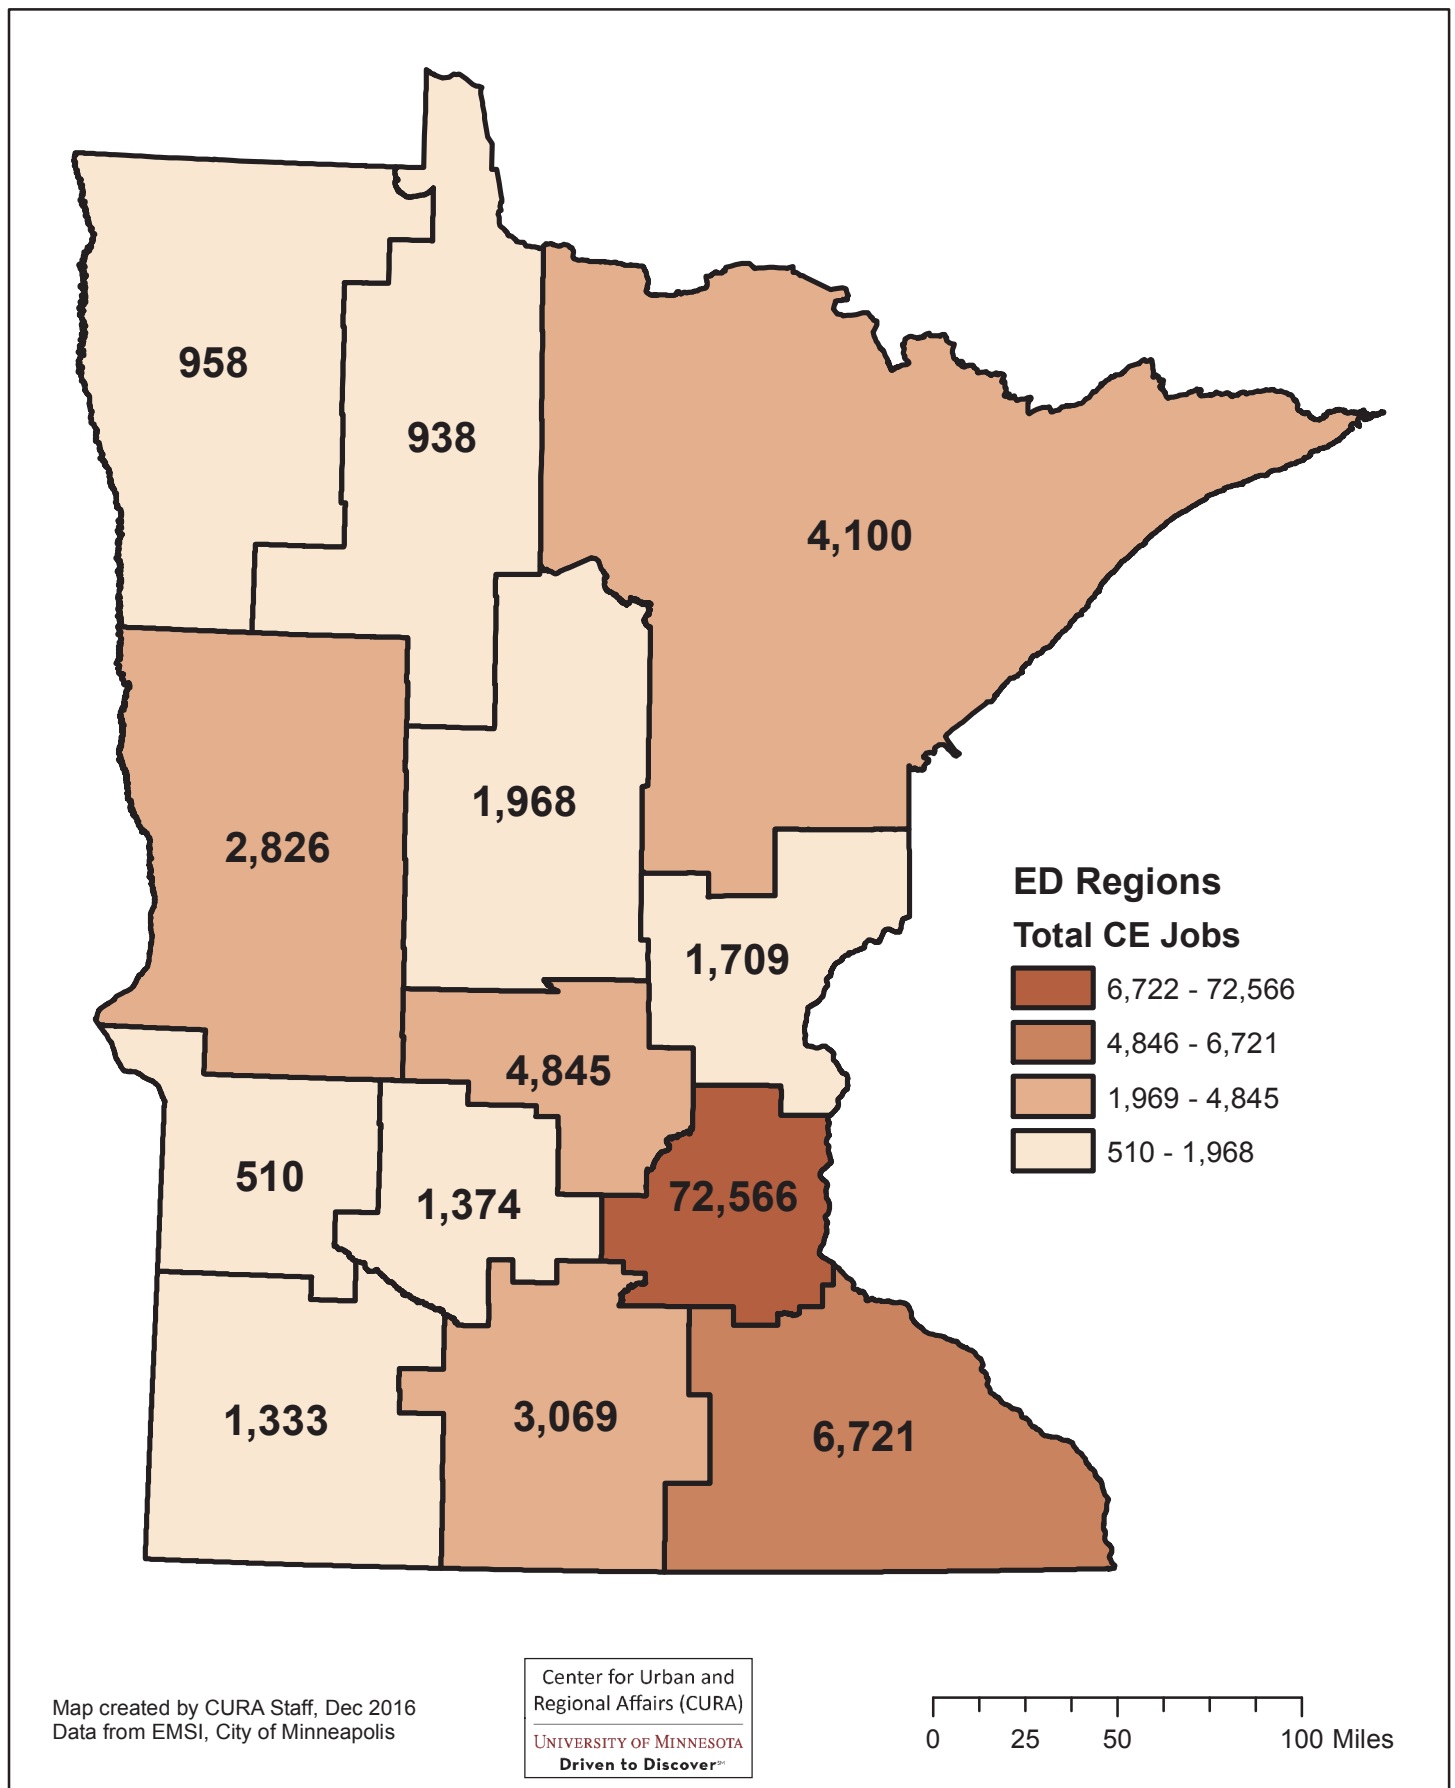 958
938
4,100
1,968
2,826
1,709
4,845
510
1,374
72,566
1,333
3,069
6,721
ED Regions
Total CE Jobs
6,722 - 72,566
4,846 - 6,721
1,969 - 4,845
510 - 1,968
Map created by CURA Staff, Dec 2016
Data from EMSI, City of Minneapolis
Center for Urban and
Regional Affairs (CURA)
UNIVERSITY OF MINNESOTA
Driven to Discover℠
0 25 50 100 Miles